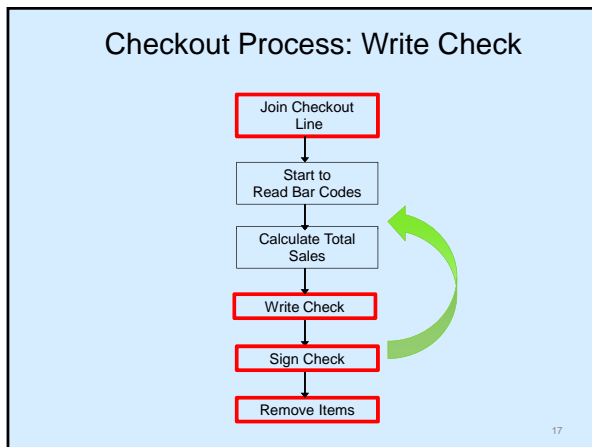 Checkout Process: Write Check
Join Checkout
Line
Start to
Read Bar Codes
Calculate Total
Sales
Write Check
Sign Check
Remove Items
17